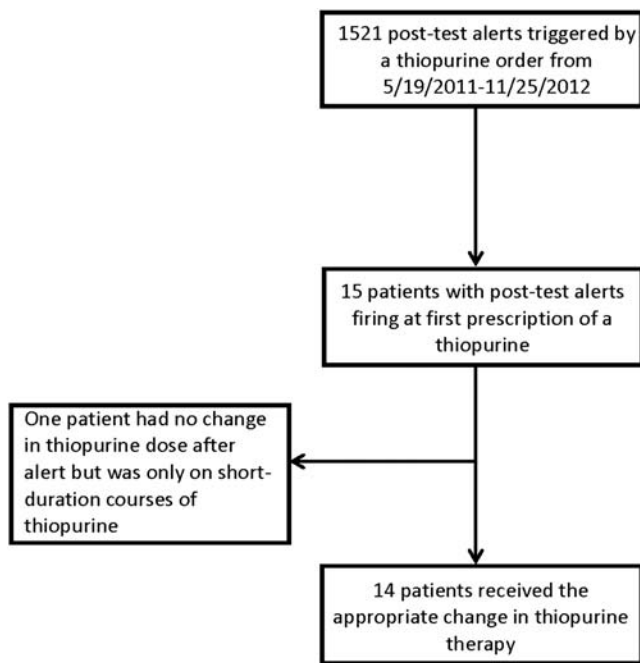 1521 post-test alerts triggered by
a thiopurine order from
5/19/2011-11/25/2012
15 patients with post-test alerts
firing at first prescription of a
thiopurine
One patient had no change
in thiopurine dose after
alert but was only on short-
duration courses of
thiopurine
14 patients received the
appropriate change in thiopurine
therapy